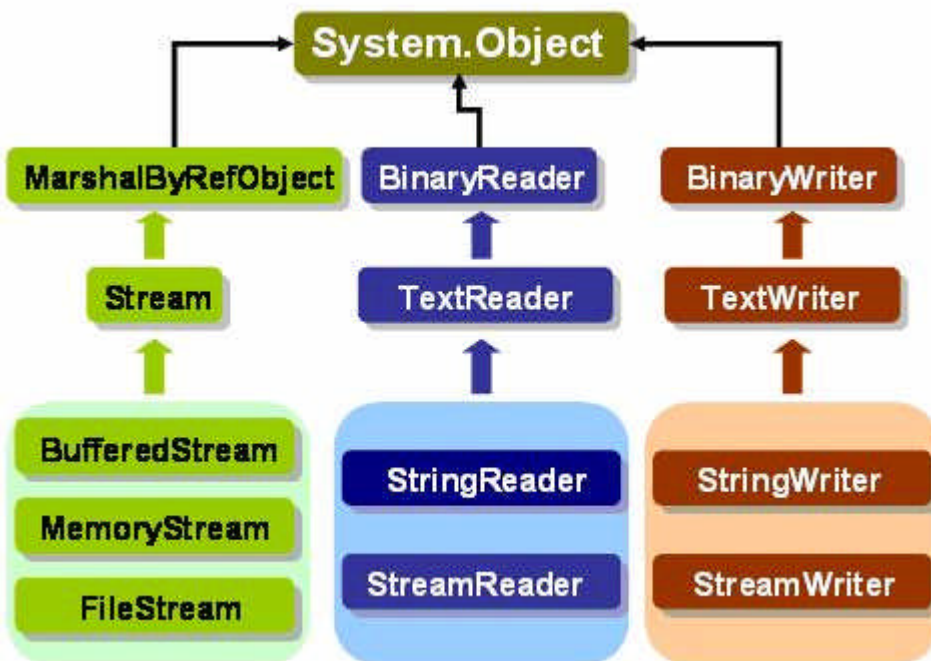 System.Object
MarshalByRefObject
BinaryReader
BinaryWriter
Stream
TextReader
TextWriter
BufferedStream
MemoryStream
FileStream
StringReader
StreamReader
StringWriter
StreamWriter